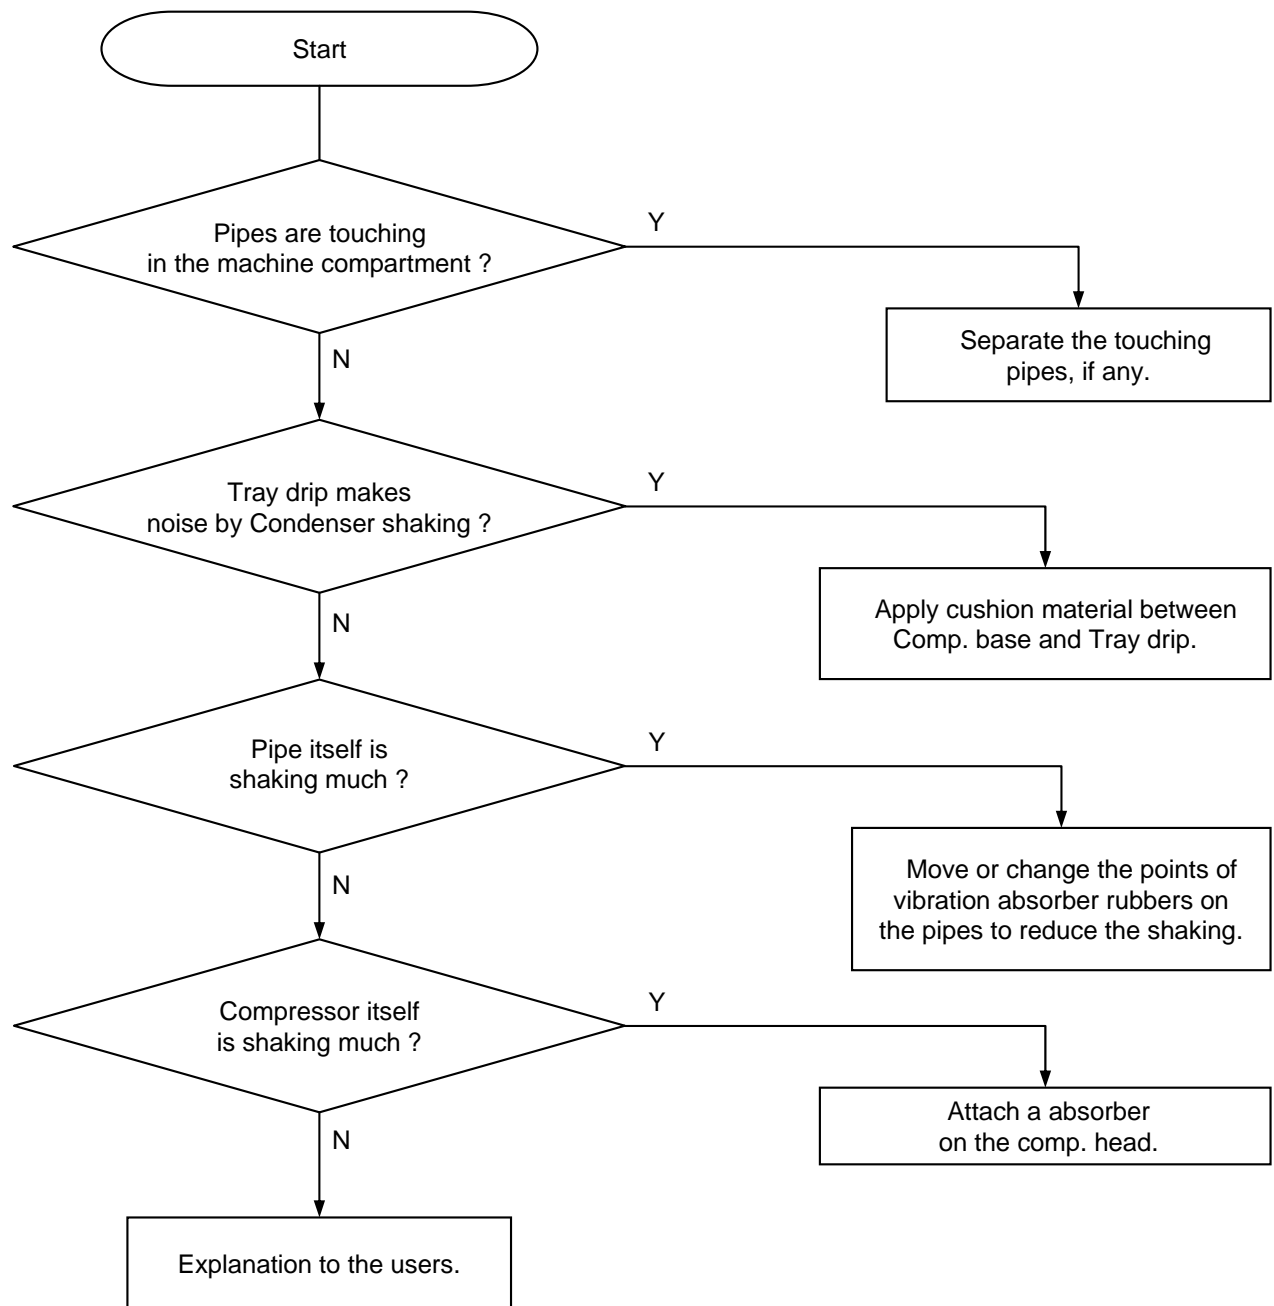 Start
Pipes are touching
in the machine compartment ?
Y
Separate the touching
pipes, if any.
N
Tray drip makes
noise by Condenser shaking ?
Y
Apply cushion material between
Comp. base and Tray drip.
N
Pipe itself is
shaking much ?
Y
Move or change the points of
vibration absorber rubbers on
the pipes to reduce the shaking.
N
Compressor itself
is shaking much ?
Y
Attach a absorber
on the comp. head.
N
Explanation to the users.